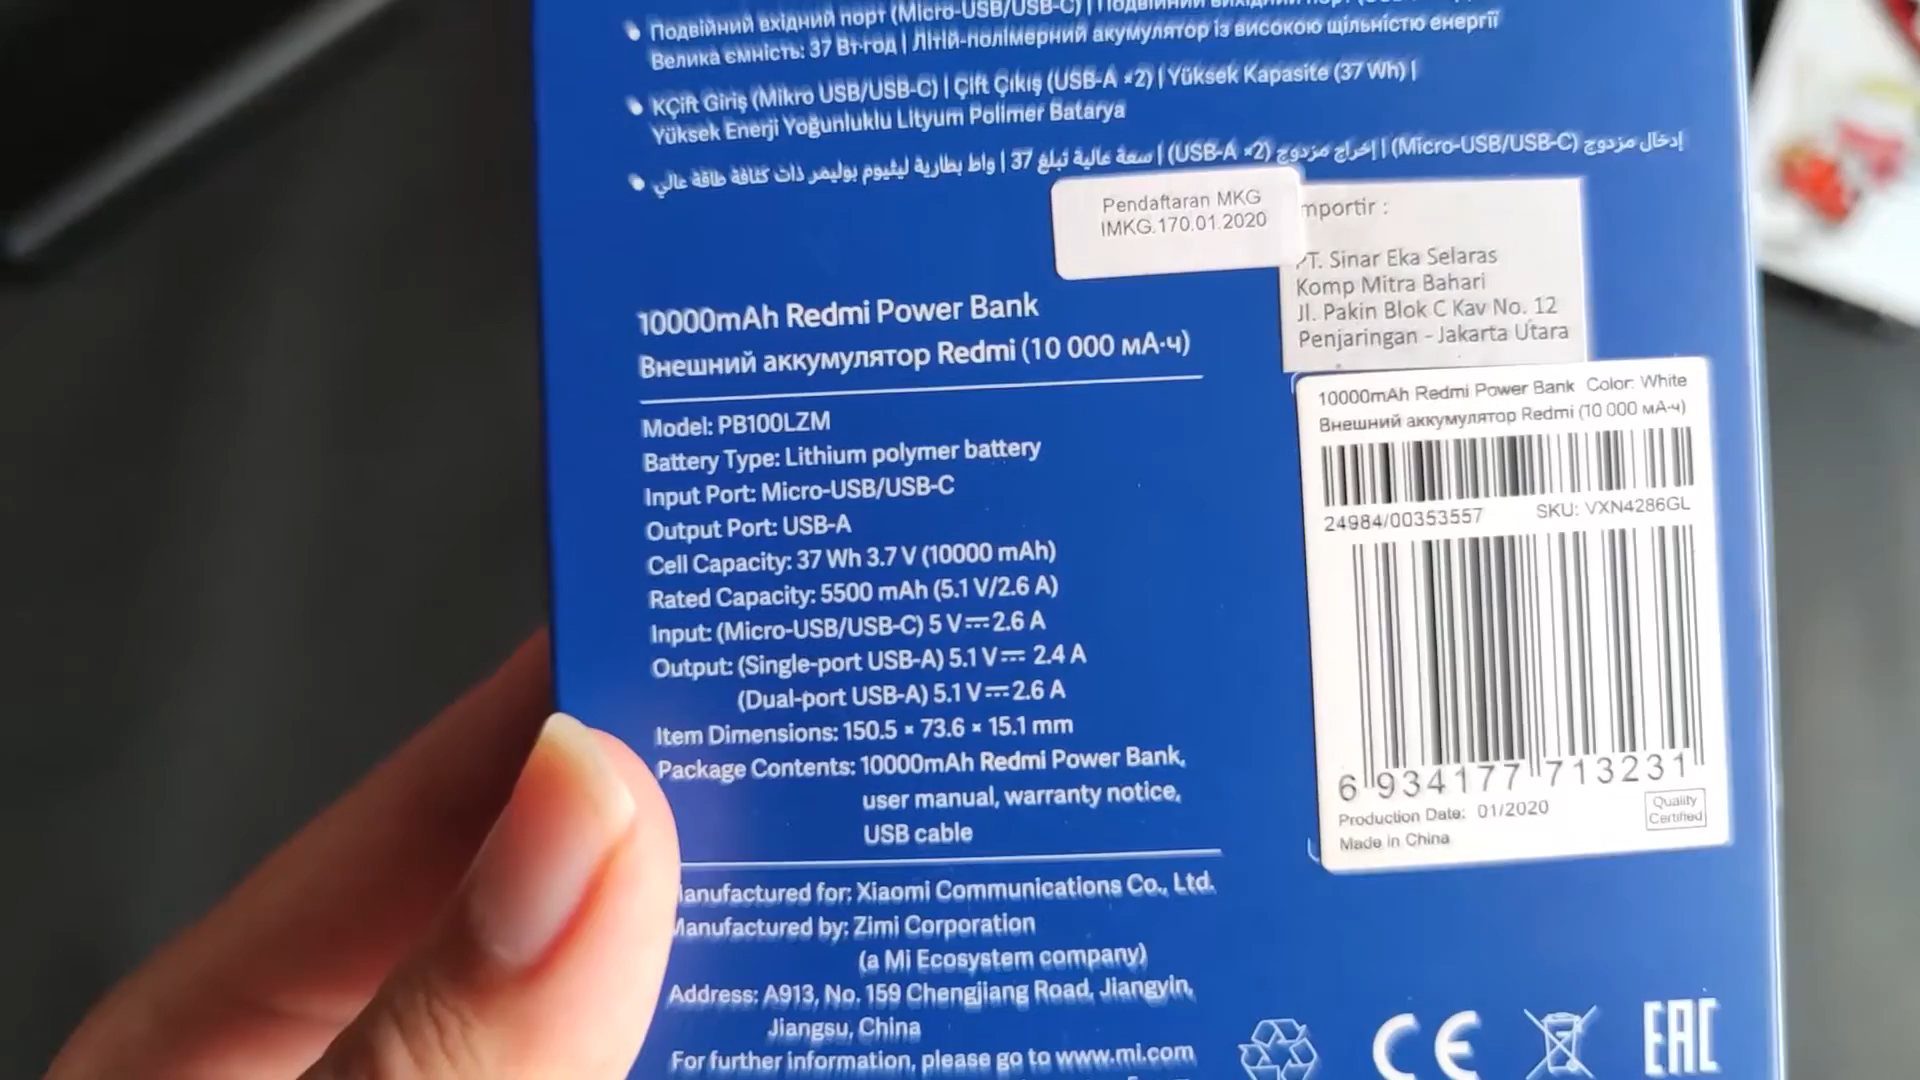 Подвійний вхідний порт (Micro-USB/USB-C) |
Велика ємність: 37 Вт·год | Літій-полімерний акумулятор із високою щільністю енергії
KÇift Giriş (Mikro USB/USB-C) | Çift Çıkış (USB-A ×2) | Yüksek Kapasite (37 Wh) |
Yüksek Enerji Yoğunluklu Lityum Polimer Batarya
إدخال مزدوج (Micro-USB/USB-C) | إخراج مزدوج (USB-A ×2) | سعة عالية تبلغ 37 | واط بطارية ليثيوم بوليمر ذات كثافة طاقة عالي
Pendaftaran MKG
IMKG.170.01.2020
mportir :
PT. Sinar Eka Selaras
Komp Mitra Bahari
Jl. Pakin Blok C Kav No. 12
Penjaringan - Jakarta Utara
10000mAh Redmi Power Bank
Внешний аккумулятор Redmi (10 000 мА·ч)
Model: PB100LZM
Battery Type: Lithium polymer battery
Input Port: Micro-USB/USB-C
Output Port: USB-A
Cell Capacity: 37 Wh 3.7 V (10000 mAh)
Rated Capacity: 5500 mAh (5.1 V/2.6 A)
Input: (Micro-USB/USB-C) 5 V⎓2.6 A
Output: (Single-port USB-A) 5.1 V⎓ 2.4 A
(Dual-port USB-A) 5.1 V⎓2.6 A
Item Dimensions: 150.5 × 73.6 × 15.1 mm
Package Contents: 10000mAh Redmi Power Bank,
user manual, warranty notice,
USB cable
10000mAh Redmi Power Bank Color: White
Внешний аккумулятор Redmi (10 000 мА·ч)
24984/00353557 SKU: VXN4286GL
6 934177 713231
Production Date: 01/2020
Made in China
Quality
Certified
anufactured for: Xiaomi Communications Co., Ltd.
Manufactured by: Zimi Corporation
(a Mi Ecosystem company)
Address: A913, No. 159 Chengjiang Road, Jiangyin,
Jiangsu, China
For further information, please go to www.mi.com
CE
EAC